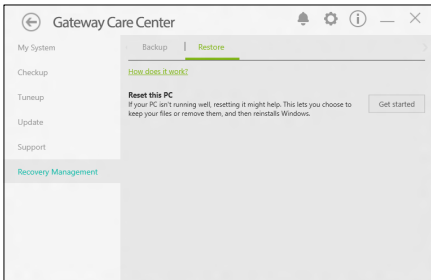 Gateway Care Center
My System
Backup | Restore
Checkup
How does it work?
Reset this PC
If your PC isn't running well, resetting it might help. This lets you choose to
keep your files or remove them, and then reinstalls Windows.
Get started
Tuneup
Update
Support
Recovery Management